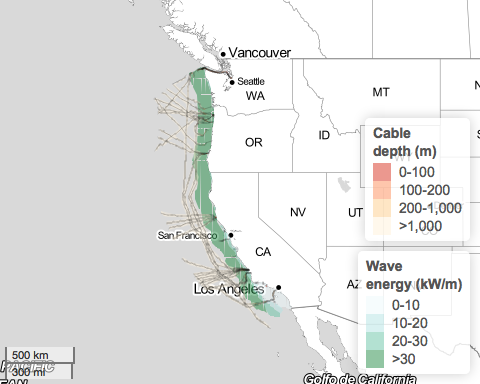 Vancouver
Seattle
WA
MT
OR
ID
Cable
depth (m)
0-100
100-200
200-1,000
>1,000
NV
UT
San Francisco
CA
Wave
energy (kW/m)
Los Angeles
AZ
0-10
10-20
20-30
>30
500 km
300 mi
PACIFIC
Golfo de California